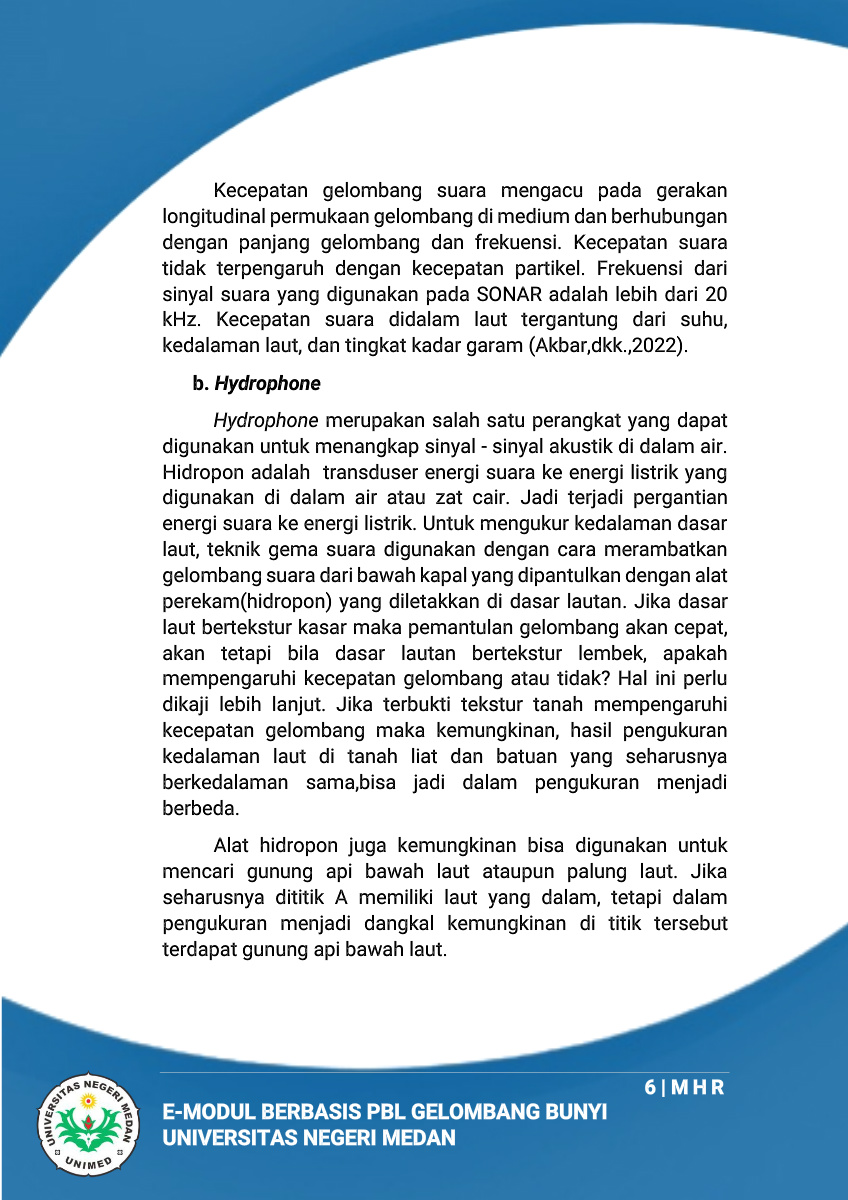 Kecepatan gelombang suara mengacu pada gerakan
longitudinal permukaan gelombang di medium dan berhubungan
dengan panjang gelombang dan frekuensi. Kecepatan suara
tidak terpengaruh dengan kecepatan partikel. Frekuensi dari
sinyal suara yang digunakan pada SONAR adalah lebih dari 20
kHz. Kecepatan suara didalam laut tergantung dari suhu,
kedalaman laut, dan tingkat kadar garam (Akbar,dkk.,2022).
b. Hydrophone
Hydrophone merupakan salah satu perangkat yang dapat
digunakan untuk menangkap sinyal - sinyal akustik di dalam air.
Hidropon adalah  transduser energi suara ke energi listrik yang
digunakan di dalam air atau zat cair. Jadi terjadi pergantian
energi suara ke energi listrik. Untuk mengukur kedalaman dasar
laut, teknik gema suara digunakan dengan cara merambatkan
gelombang suara dari bawah kapal yang dipantulkan dengan alat
perekam(hidropon) yang diletakkan di dasar lautan. Jika dasar
laut bertekstur kasar maka pemantulan gelombang akan cepat,
akan tetapi bila dasar lautan bertekstur lembek, apakah
mempengaruhi kecepatan gelombang atau tidak? Hal ini perlu
dikaji lebih lanjut. Jika terbukti tekstur tanah mempengaruhi
kecepatan gelombang maka kemungkinan, hasil pengukuran
kedalaman laut di tanah liat dan batuan yang seharusnya
berkedalaman sama,bisa jadi dalam pengukuran menjadi
berbeda.
Alat hidropon juga kemungkinan bisa digunakan untuk
mencari gunung api bawah laut ataupun palung laut. Jika
seharusnya dititik A memiliki laut yang dalam, tetapi dalam
pengukuran menjadi dangkal kemungkinan di titik tersebut
terdapat gunung api bawah laut.
6 | M H R
E-MODUL BERBASIS PBL GELOMBANG BUNYI
UNIVERSITAS NEGERI MEDAN
UNIVERSITAS NEGERI MEDAN
UNIMED